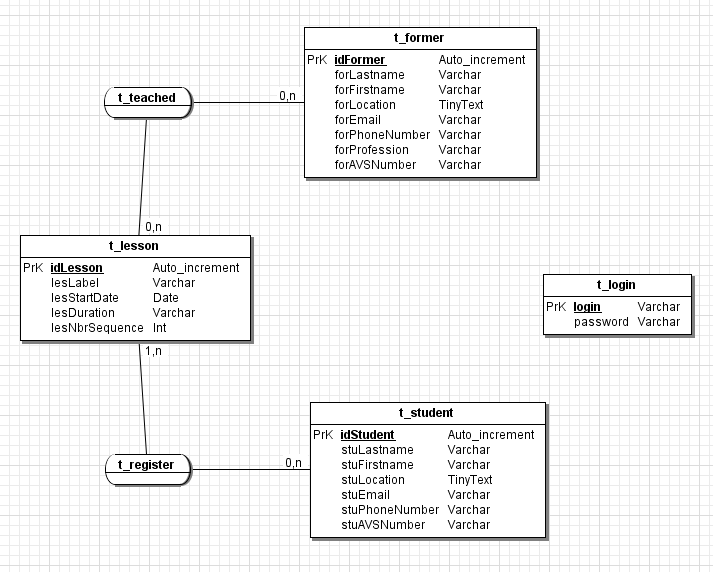 t_former
PrK idFormer Auto_increment
forLastname Varchar
forFirstname Varchar
forLocation TinyText
forEmail Varchar
forPhoneNumber Varchar
forProfession Varchar
forAVSNumber Varchar
t_teached
0,n
0,n
t_lesson
PrK idLesson Auto_increment
lesLabel Varchar
lesStartDate Date
lesDuration Varchar
lesNbrSequence Int
1,n
t_login
PrK login Varchar
password Varchar
t_register
0,n
t_student
PrK idStudent Auto_increment
stuLastname Varchar
stuFirstname Varchar
stuLocation TinyText
stuEmail Varchar
stuPhoneNumber Varchar
stuAVSNumber Varchar